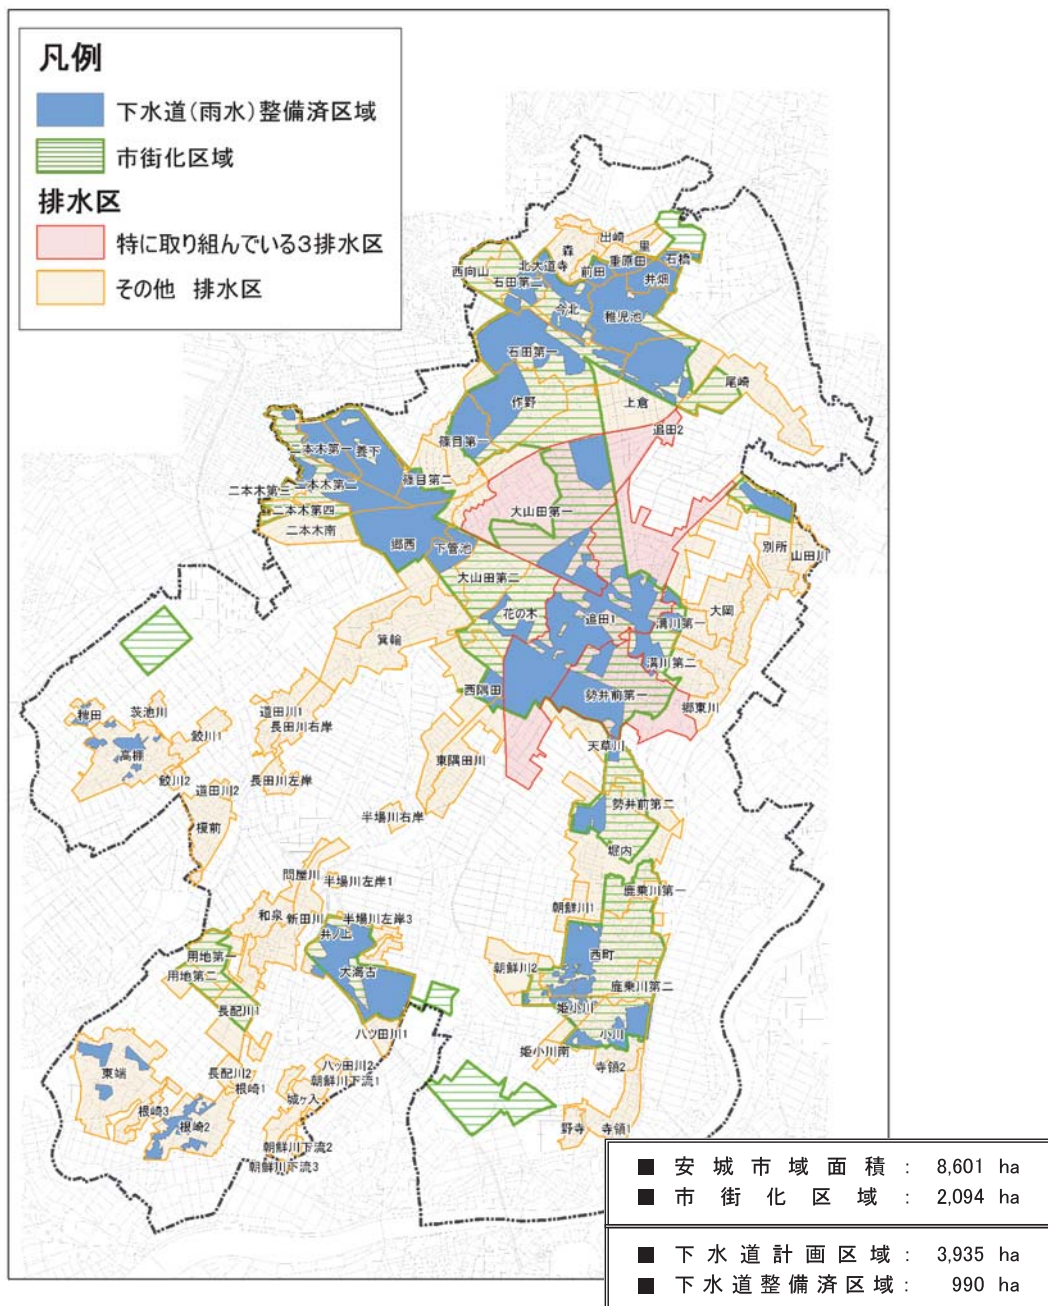 凡例
下水道(雨水)整備済区域
市街化区域
排水区
特に取り組んでいる3排水区
その他 排水区
出崎
森
里
北大道寺
前田
重原田
石橋
西向山
石田第二
井畑
今北
稚児池
石田第一
尾崎
作野
上倉
追田2
篠目第一
二本木第一
養下
篠目第二
二本木第三
二本木第二
二本木第四
大山田第一
二本木南
郷西
下管池
別所
山田川
大山田第二
花の木
追田1
大岡
溝川第一
箕輪
溝川第二
西隅田
勢井前第一
郷東川
稗田
茨池川
道田川1
長田川右岸
鮫川1
高棚
天草川
東隅田川
鮫川2
道田川2
長田川左岸
勢井前第二
半場川右岸
榎前
堀内
問屋川
半場川左岸1
鹿乗川第一
朝鮮川1
和泉
新田川
半場川左岸3
井ノ上
用地第一
西町
朝鮮川2
大海古
用地第二
鹿乗川第二
長配川1
姫小川
八ツ田川1
小川
姫小川南
寺領2
東端
長配川2
八ッ田川2
朝鮮川下流1
根崎1
城ヶ入
根崎3
根崎2
野寺
寺領1
朝鮮川下流2
朝鮮川下流3
■ 安城市域面積: 8,601 ha
■ 市街化区域: 2,094 ha
■ 下水道計画区域: 3,935 ha
■ 下水道整備済区域: 990 ha